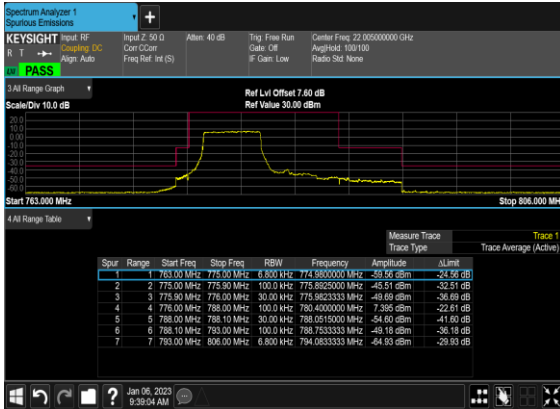 Spectrum Analyzer 1
Spurious Emissions
KEYSIGHT Input: RF Input Z: 50 Ω Atten: 40 dB Trig: Free Run Center Freq: 22.005000000 GHz
R T Coupling: DC Corr CCorr Gate: Off Avg|Hold: 100/100
Align: Auto Freq Ref: Int (S) IF Gain: Low Radio Std: None
PASS
3 All Range Graph
Ref Lvl Offset 7.60 dB
Scale/Div 10.0 dB Ref Value 30.00 dBm
20.0
10.0
0.00
-10.0
-20.0
-30.0
-40.0
-50.0
-60.0
Start 763.000 MHz Stop 806.000 MH
4 All Range Table
Measure Trace Trace 1
Trace Type Trace Average (Active)
Spur Range Start Freq Stop Freq RBW Frequency Amplitude ΔLimit
1 1 763.00 MHz 775.00 MHz 6.800 kHz 774.9800000 MHz -59.56 dBm -24.56 dB
2 2 775.00 MHz 775.90 MHz 100.0 kHz 775.8925000 MHz -45.51 dBm -32.51 dB
3 3 775.90 MHz 776.00 MHz 30.00 kHz 775.9823333 MHz -49.69 dBm -36.69 dB
4 4 776.00 MHz 788.00 MHz 100.0 kHz 780.4000000 MHz 7.395 dBm -22.61 dB
5 5 788.00 MHz 788.10 MHz 30.00 kHz 788.0515000 MHz -54.60 dBm -41.60 dB
6 6 788.10 MHz 793.00 MHz 100.0 kHz 788.7533333 MHz -49.18 dBm -36.18 dB
7 7 793.00 MHz 806.00 MHz 6.800 kHz 794.0833333 MHz -64.93 dBm -29.93 dB
Jan 06, 2023
9:39:04 AM